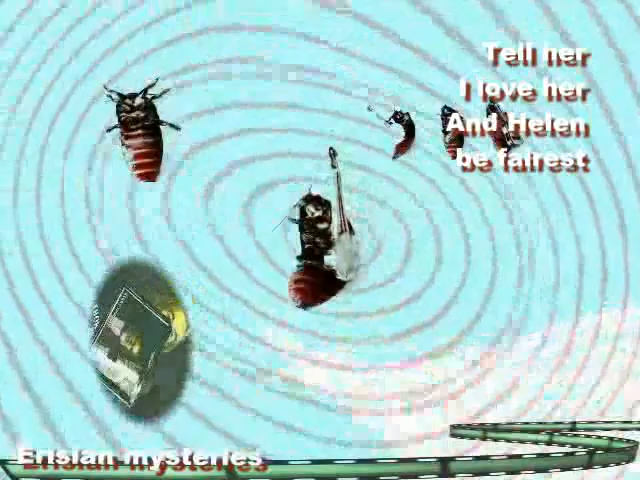 Tell her
I love her
And Helen
be fairest
Erisian mysteries